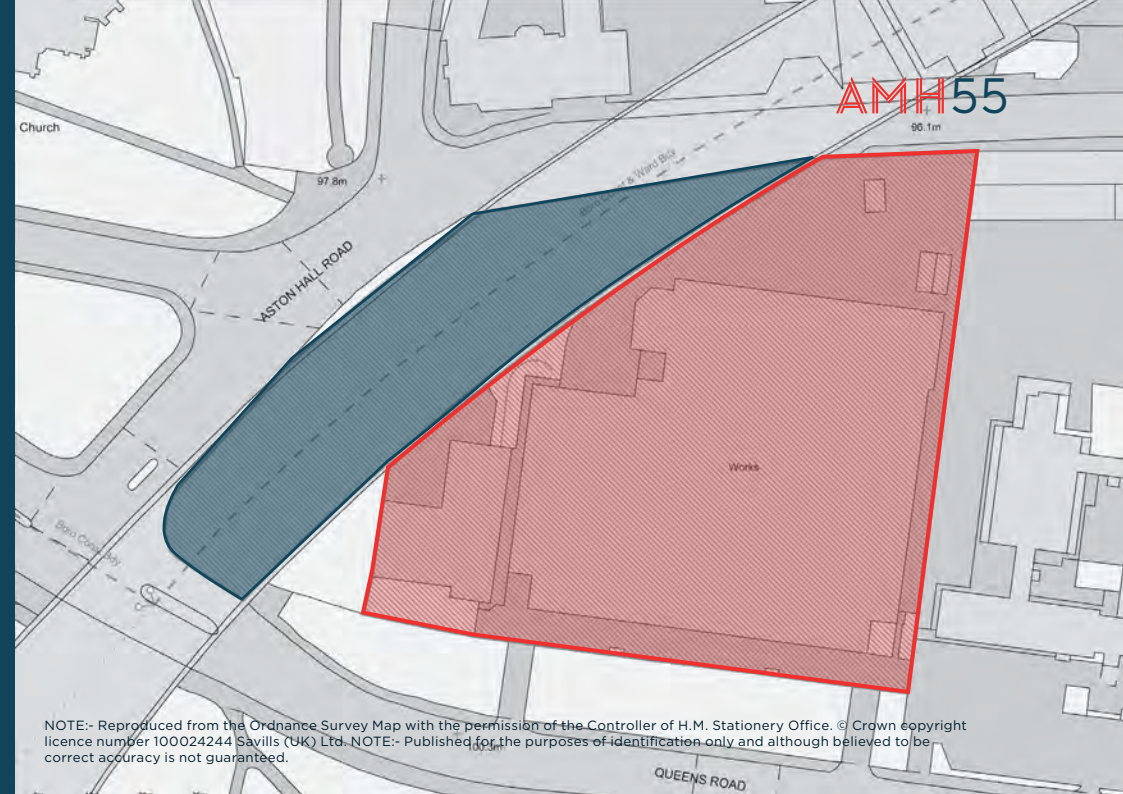 AMH55
96.1m
Church
97.8m
ASTON HALL ROAD
Works
NOTE:- Reproduced from the Ordnance Survey Map with the permission of the Controller of H.M. Stationery Office. © Crown copyright
licence number 100024244 Savills (UK) Ltd. NOTE:- Published for the purposes of identification only and although believed to be
correct accuracy is not guaranteed.
QUEENS ROAD